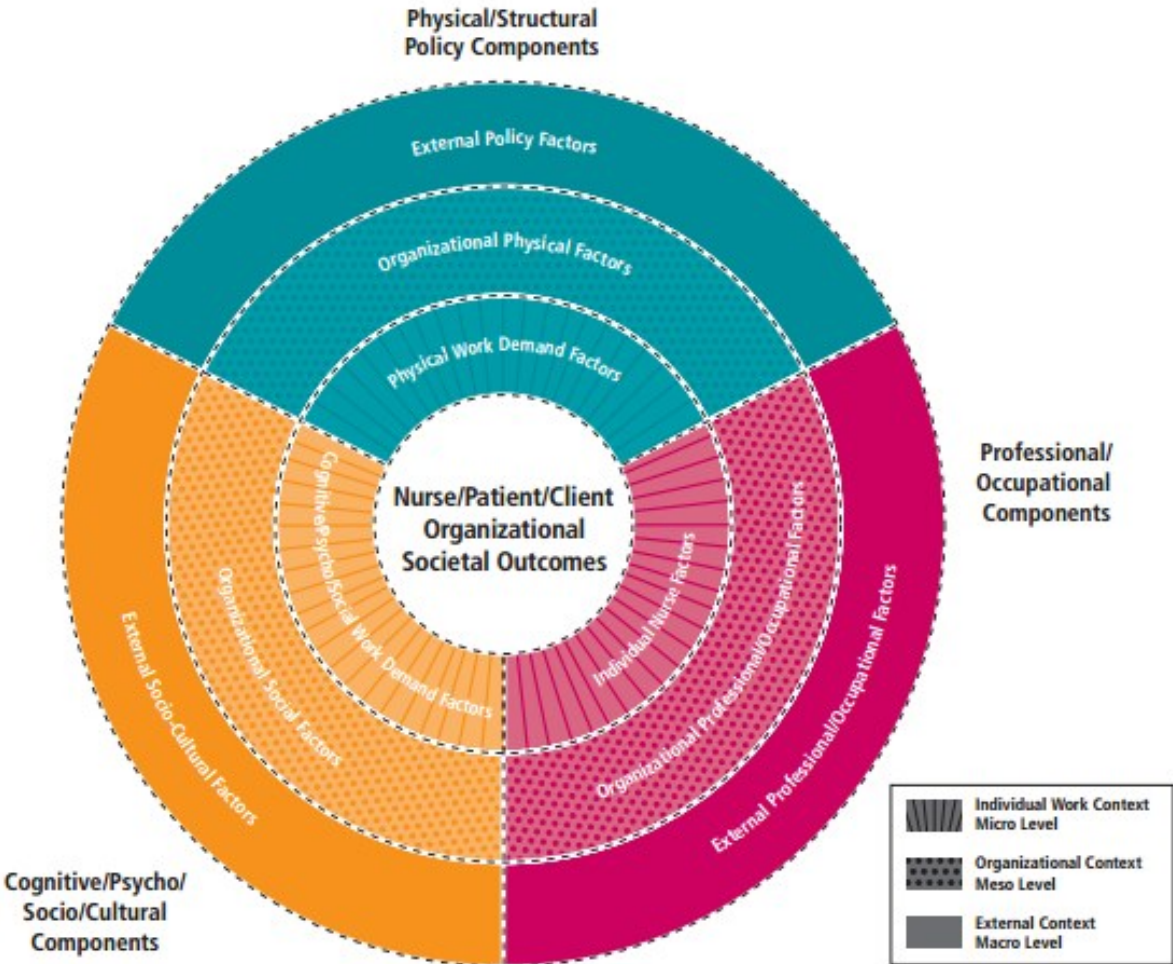 Physical/Structural
Policy Components
External Policy Factors
Organizational Physical Factors
Physical Work Demand Factors
Nurse/Patient/Client
Organizational
Societal Outcomes
Professional/
Occupational
Components
Individual Nurse Factors
Organizational Professional/Occupational Factors
External Professional/Occupational Factors
Cognitive/Psycho/Social Work Demand Factors
Organizational Social Factors
External Socio-Cultural Factors
Cognitive/Psycho/
Socio/Cultural
Components
Individual Work Context
Micro Level
Organizational Context
Meso Level
External Context
Macro Level